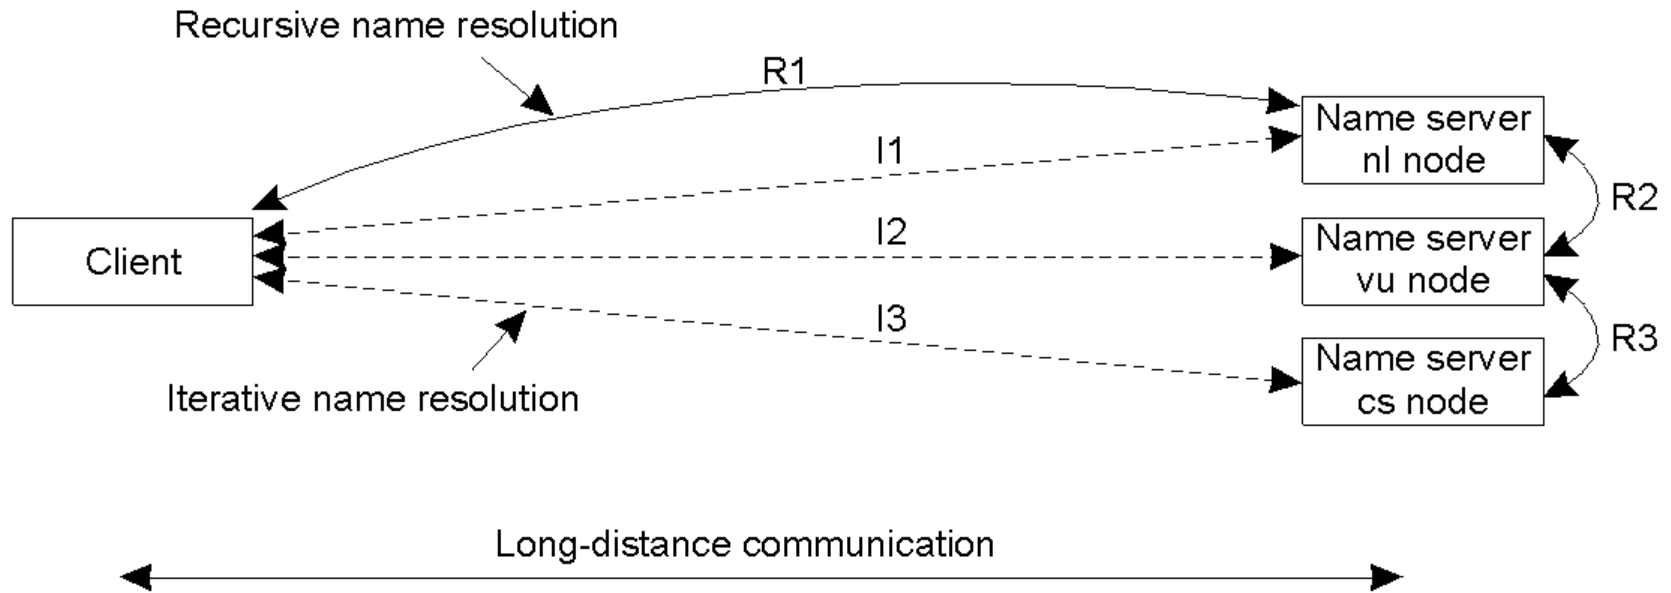 Recursive name resolution
R1
Name server
nl node
I1
R2
Client
I2
Name server
vu node
I3
R3
Name server
cs node
Iterative name resolution
Long-distance communication